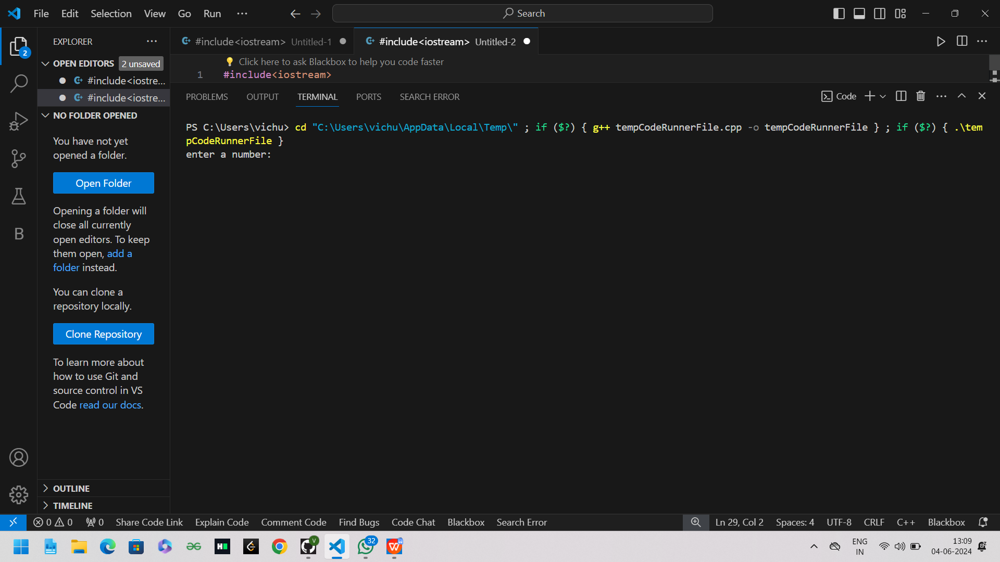 File Edit Selection View Go Run ··· Search
EXPLORER ···
OPEN EDITORS 2 unsaved
#include<iostre...
#include<iostre...
NO FOLDER OPENED
You have not yet
opened a folder.
Open Folder
Opening a folder will
close all currently
open editors. To keep
them open, add a
folder instead.
You can clone a
repository locally.
Clone Repository
To learn more about
how to use Git and
source control in VS
Code read our docs.
OUTLINE
TIMELINE
2
B
#include<iostream> Untitled-1 #include<iostream> Untitled-2
Click here to ask Blackbox to help you code faster
1 #include<iostream>
PROBLEMS OUTPUT TERMINAL PORTS SEARCH ERROR Code
PS C:\Users\vichu> cd "C:\Users\vichu\AppData\Local\Temp\" ; if ($?) { g++ tempCodeRunnerFile.cpp -o tempCodeRunnerFile } ; if ($?) { .\tem
pCodeRunnerFile }
enter a number:
0 0 0 Share Code Link Explain Code Comment Code Find Bugs Code Chat Blackbox Search Error Ln 29, Col 2 Spaces: 4 UTF-8 CRLF C++ Blackbox
V 32 W
ENG
IN
13:09
04-06-2024